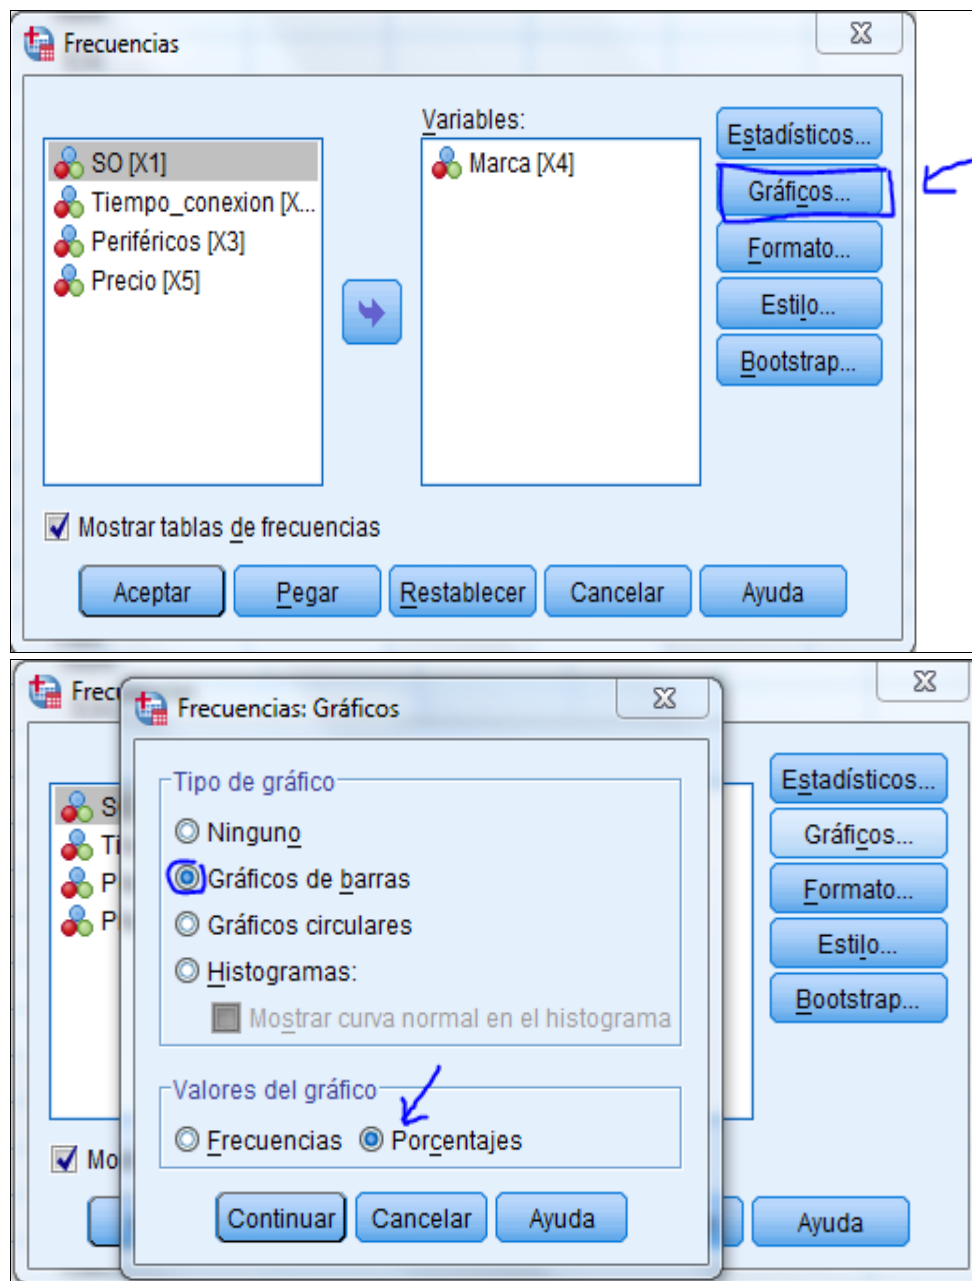 Frecuencias
Variables:
SO [X1]
Tiempo_conexion [X...
Periféricos [X3]
Precio [X5]
Marca [X4]
Estadísticos...
Gráficos...
Formato...
Estilo...
Bootstrap...
Mostrar tablas de frecuencias
Aceptar Pegar Restablecer Cancelar Ayuda
Frecu
Frecuencias: Gráficos
S
Ti
P
P
Tipo de gráfico
Ninguno
Gráficos de barras
Gráficos circulares
Histogramas:
Mostrar curva normal en el histograma
Valores del gráfico
Frecuencias Porcentajes
Continuar Cancelar Ayuda
Estadísticos...
Gráficos...
Formato...
Estilo...
Bootstrap...
Mo
Ayuda